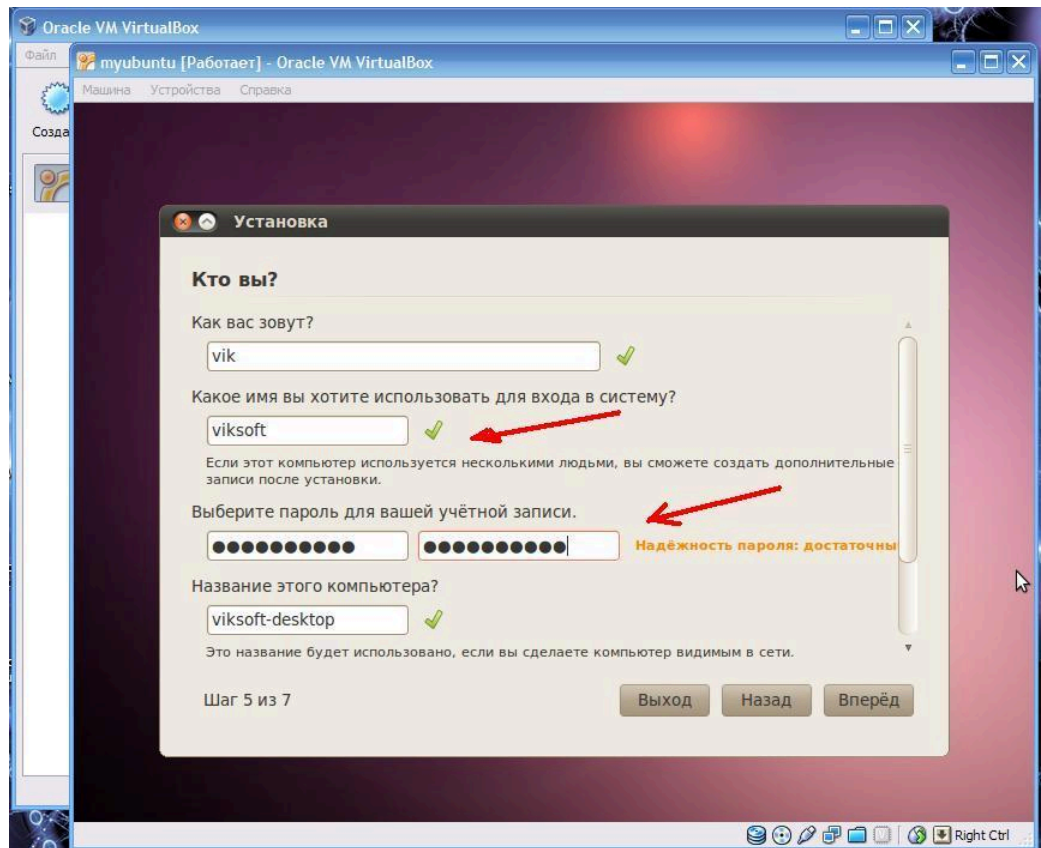 Oracle VM VirtualBox
Файл
myubuntu [Работает] - Oracle VM VirtualBox
Машина Устройства Справка
Созда
Установка
Кто вы?
Как вас зовут?
vik
Какое имя вы хотите использовать для входа в систему?
viksoft
Если этот компьютер используется несколькими людьми, вы сможете создать дополнительные
записи после установки.
Выберите пароль для вашей учётной записи.
●●●●●●●●●● ●●●●●●●●●● Надёжность пароля: достаточны
Название этого компьютера?
viksoft-desktop
Это название будет использовано, если вы сделаете компьютер видимым в сети.
Шаг 5 из 7 Выход Назад Вперёд
Right Ctrl